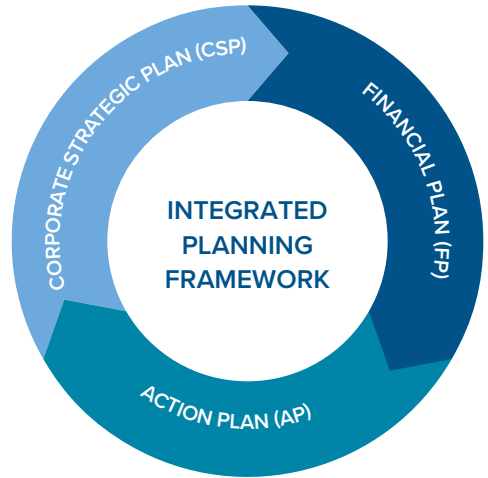 CORPORATE STRATEGIC PLAN (CSP)
FINANCIAL PLAN (FP)
INTEGRATED
PLANNING
FRAMEWORK
ACTION PLAN (AP)